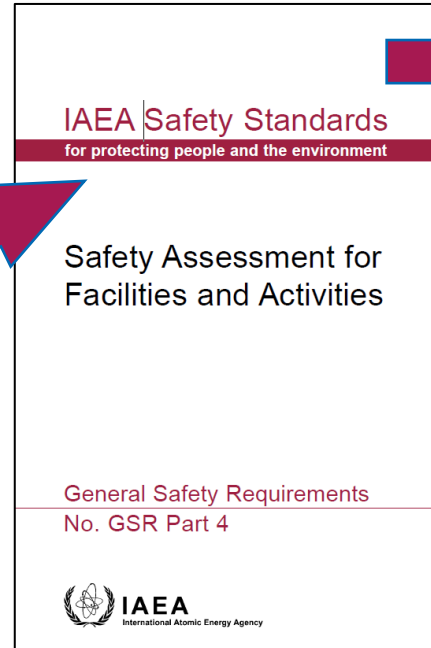 IAEA Safety Standards
for protecting people and the environment
Safety Assessment for
Facilities and Activities
General Safety Requirements
No. GSR Part 4
IAEA
International Atomic Energy Agency